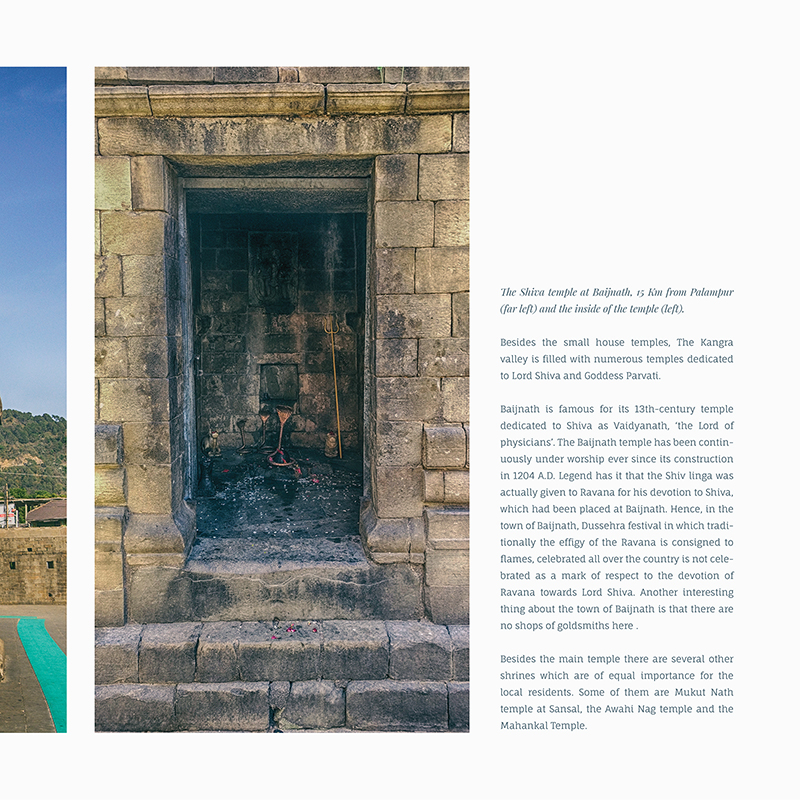 The Shiva temple at Baijnath, 15 Km from Palampur
(far left) and the inside of the temple (left).
Besides the small house temples, The Kangra
valley is filled with numerous temples dedicated
to Lord Shiva and Goddess Parvati.
Baijnath is famous for its 13th-century temple
dedicated to Shiva as Vaidyanath, ‘the Lord of
physicians’. The Baijnath temple has been contin-
uously under worship ever since its construction
in 1204 A.D. Legend has it that the Shiv linga was
actually given to Ravana for his devotion to Shiva,
which had been placed at Baijnath. Hence, in the
town of Baijnath, Dussehra festival in which tradi-
tionally the effigy of the Ravana is consigned to
flames, celebrated all over the country is not cele-
brated as a mark of respect to the devotion of
Ravana towards Lord Shiva. Another interesting
thing about the town of Baijnath is that there are
no shops of goldsmiths here .
Besides the main temple there are several other
shrines which are of equal importance for the
local residents. Some of them are Mukut Nath
temple at Sansal, the Awahi Nag temple and the
Mahankal Temple.